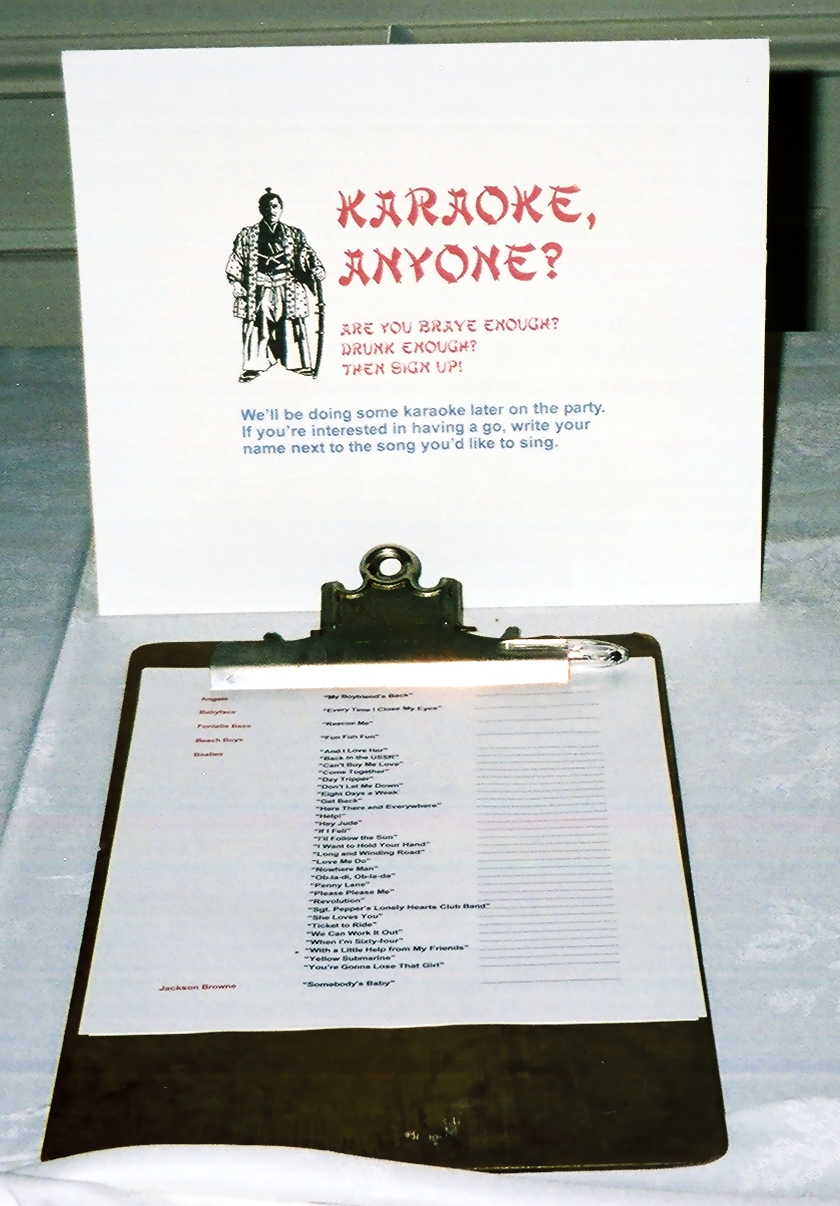 KARAOKE,
ANYONE?
ARE YOU BRAVE ENOUGH?
DRUNK ENOUGH?
THEN SIGN UP!
We'll be doing some karaoke later on the party.
If you're interested in having a go, write your
name next to the song you'd like to sing.
Angels "My Boyfriend's Back"
Babyface "Every Time I Close My Eyes"
Fontella Bass "Rescue Me"
Beach Boys "Fun Fun Fun"
Beatles "And I Love Her"
"Back In the USSR"
"Can't Buy Me Love"
"Come Together"
"Day Tripper"
"Don't Let Me Down"
"Eight Days a Week"
"Get Back"
"Here There and Everywhere"
"Help!"
"Hey Jude"
"If I Fell"
"I'll Follow the Sun"
"I Want to Hold Your Hand"
"Long and Winding Road"
"Love Me Do"
"Nowhere Man"
"Ob-la-di, Ob-la-da"
"Penny Lane"
"Please Please Me"
"Revolution"
"Sgt. Pepper's Lonely Hearts Club Band"
"She Loves You"
"Ticket to Ride"
"We Can Work It Out"
"When I'm Sixty-four"
"With a Little Help from My Friends"
"Yellow Submarine"
"You're Gonna Lose That Girl"
Jackson Browne "Somebody's Baby"